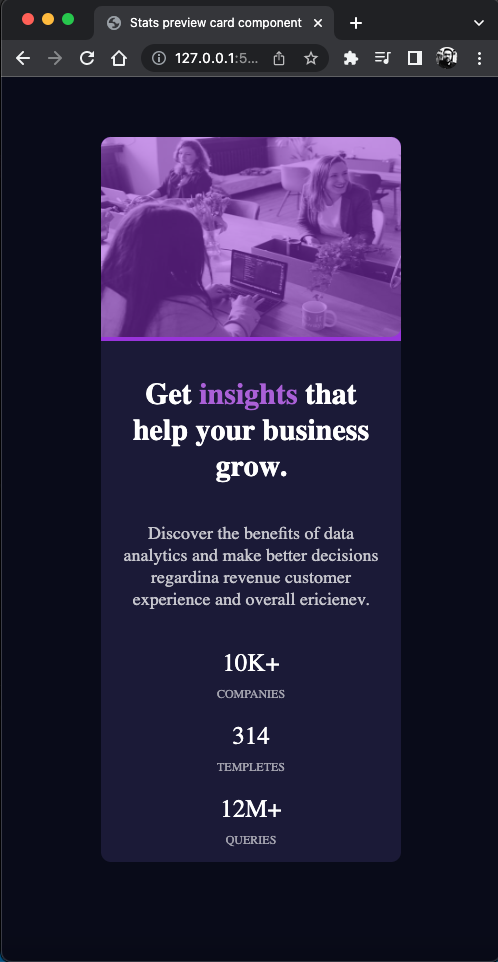 Stats preview card component
127.0.0.1:5...
Get insights that
help your business
grow.
Discover the benefits of data
analytics and make better decisions
regardina revenue customer
experience and overall ericienev.
10K+
COMPANIES
314
TEMPLETES
12M+
QUERIES